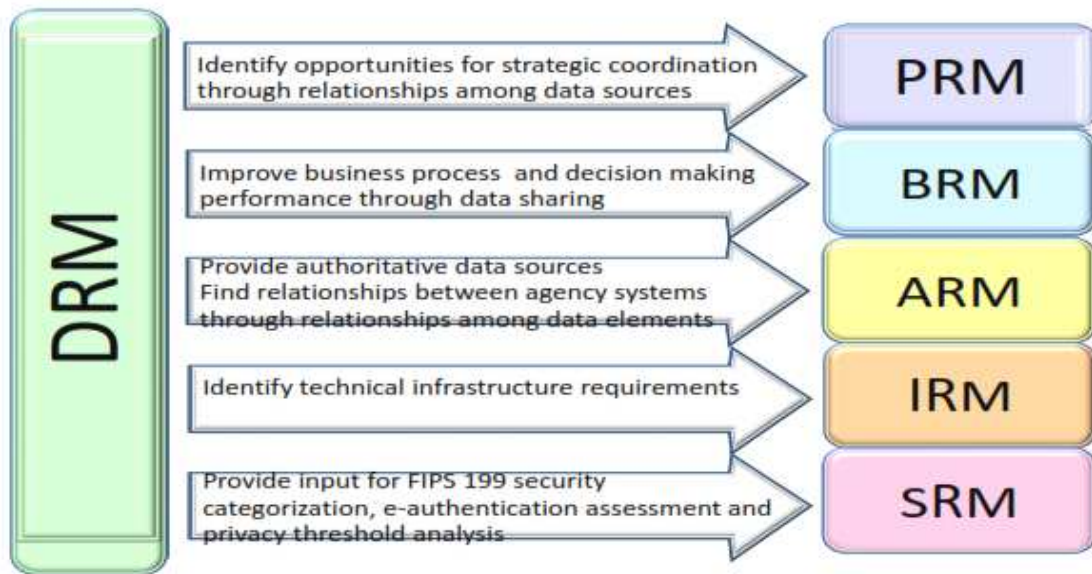 DRM
Identify opportunities for strategic coordination
through relationships among data sources
PRM
Improve business process and decision making
performance through data sharing
BRM
Provide authoritative data sources
Find relationships between agency systems
through relationships among data elements
ARM
Identify technical infrastructure requirements
IRM
Provide input for FIPS 199 security
categorization, e-authentication assessment and
privacy threshold analysis
SRM